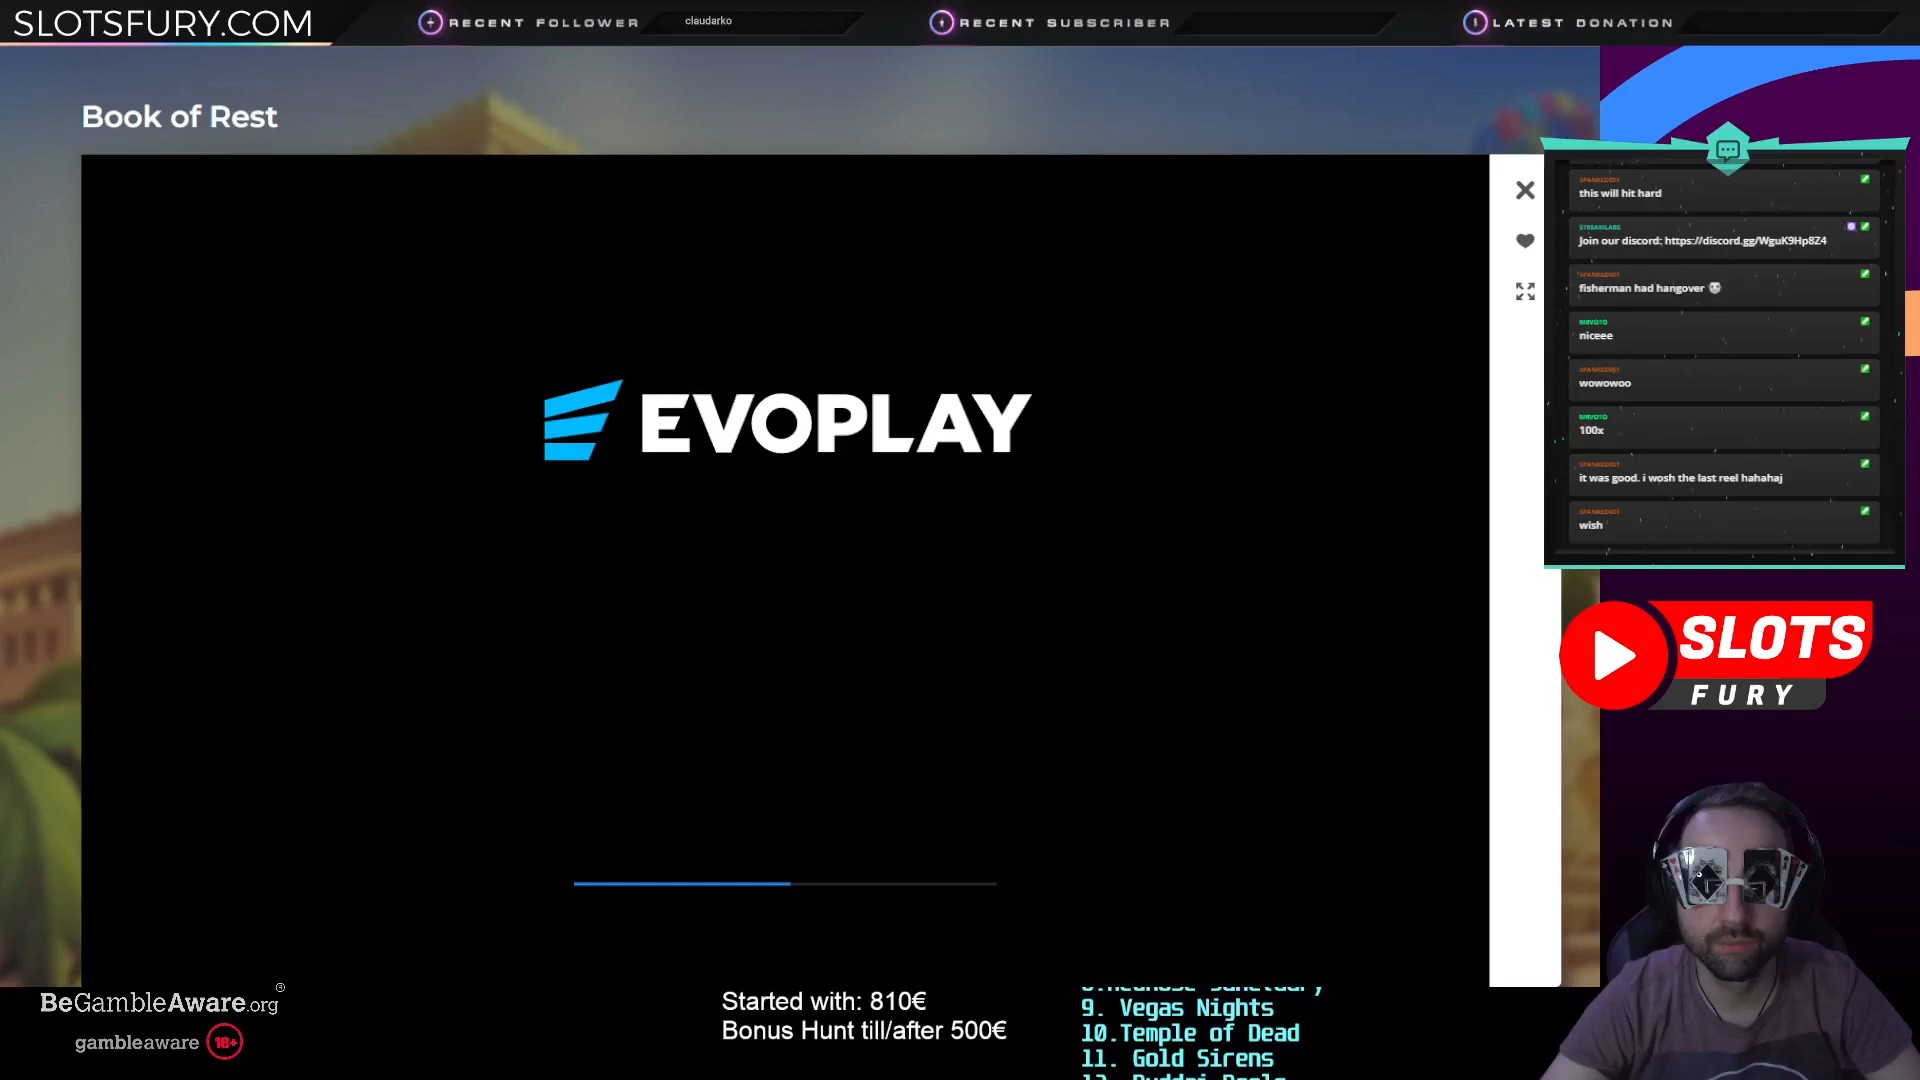 SLOTSFURY.COM
RECENT FOLLOWER
claudarko
RECENT SUBSCRIBER
LATEST DONATION
Book of Rest
EVOPLAY
this will hit hard
STREAMLABS
Join our discord: https://discord.gg/WguK9Hp8Z4
fisherman had hangover
MRVOTO
niceee
wowowoo
MRVOTO
100x
it was good. i wosh the last reel hahahaj
wish
SLOTS
FURY
BeGambleAware.org
gambleaware 18+
Started with: 810€
Bonus Hunt till/after 500€
9. Vegas Nights
10.Temple of Dead
11. Gold Sirens